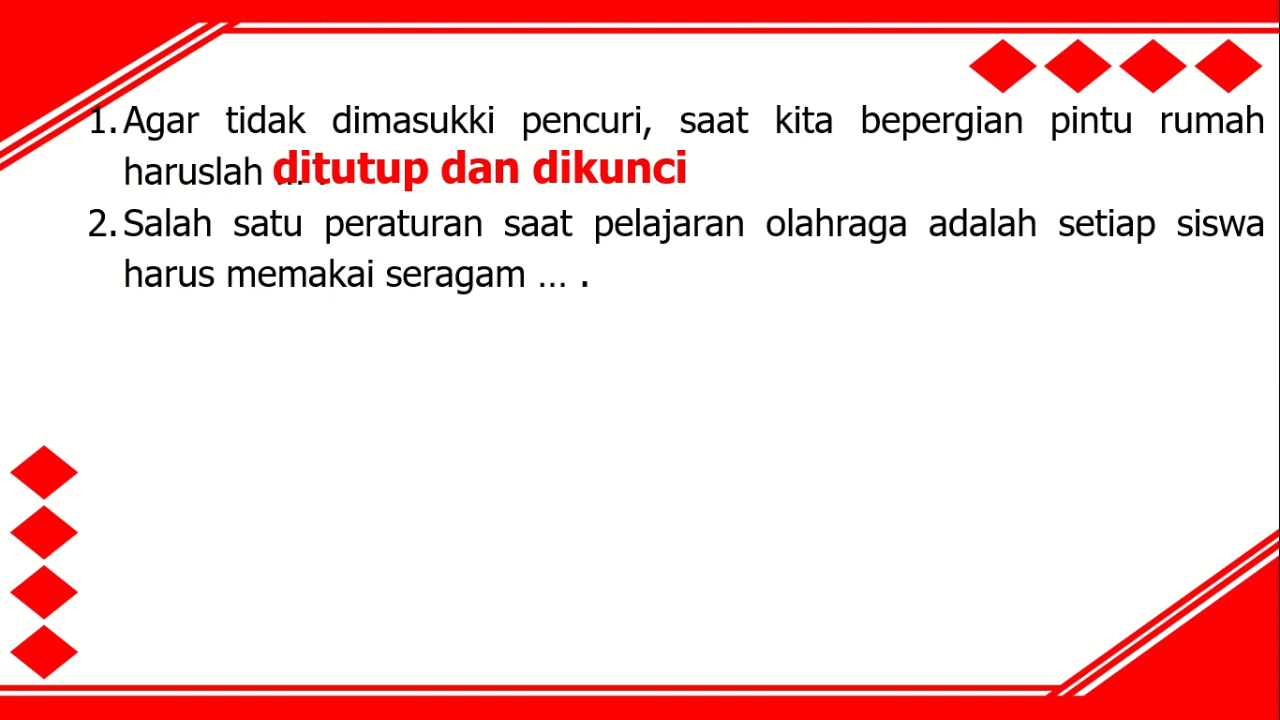 1. Agar tidak dimasukki pencuri, saat kita bepergian pintu rumah
haruslah ... . ditutup dan dikunci
2. Salah satu peraturan saat pelajaran olahraga adalah setiap siswa
harus memakai seragam ... .